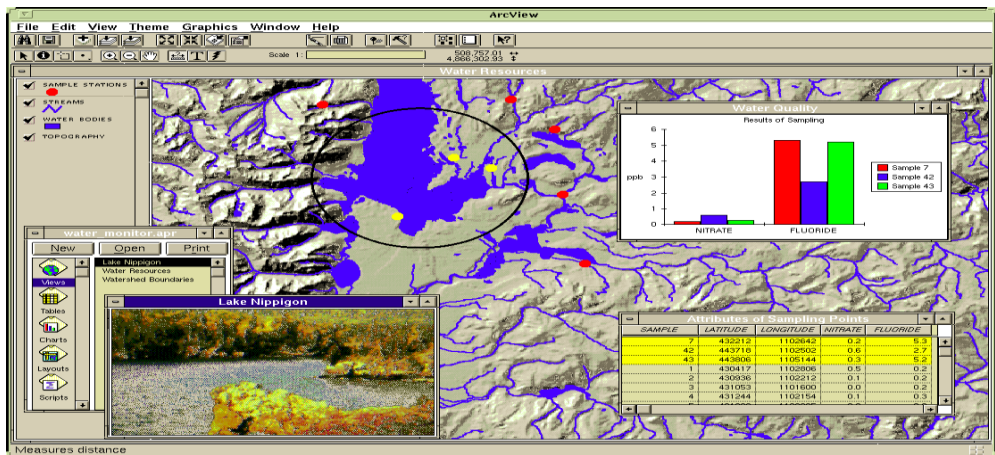 ArcView
File Edit View Theme Graphics Window Help
Scale 1:
508,757.01
4,866,302.93
Water Resources
SAMPLE STATIONS
STREAMS
WATER BODIES
TOPOGRAPHY
Water Quality
Results of Sampling
6
5
4
3
2
1
0
ppb
NITRATE FLUORIDE
Sample 7
Sample 42
Sample 43
water_monitor.apr
New Open Print
Views
Tables
Charts
Layouts
Scripts
Lake Nippigon
Water Resources
Watershed Boundaries
Lake Nippigon
Attributes of Sampling Points
SAMPLE LATITUDE LONGITUDE NITRATE FLUORIDE
7 432212 1102642 0.2 5.3
42 443718 1102502 0.6 2.7
43 443806 1105144 0.3 5.2
1 430417 1102806 0.5 0.2
2 430936 1102212 0.1 0.2
3 431053 1101600 0.0 0.2
4 431244 1102154 0.1 0.3
Measures distance